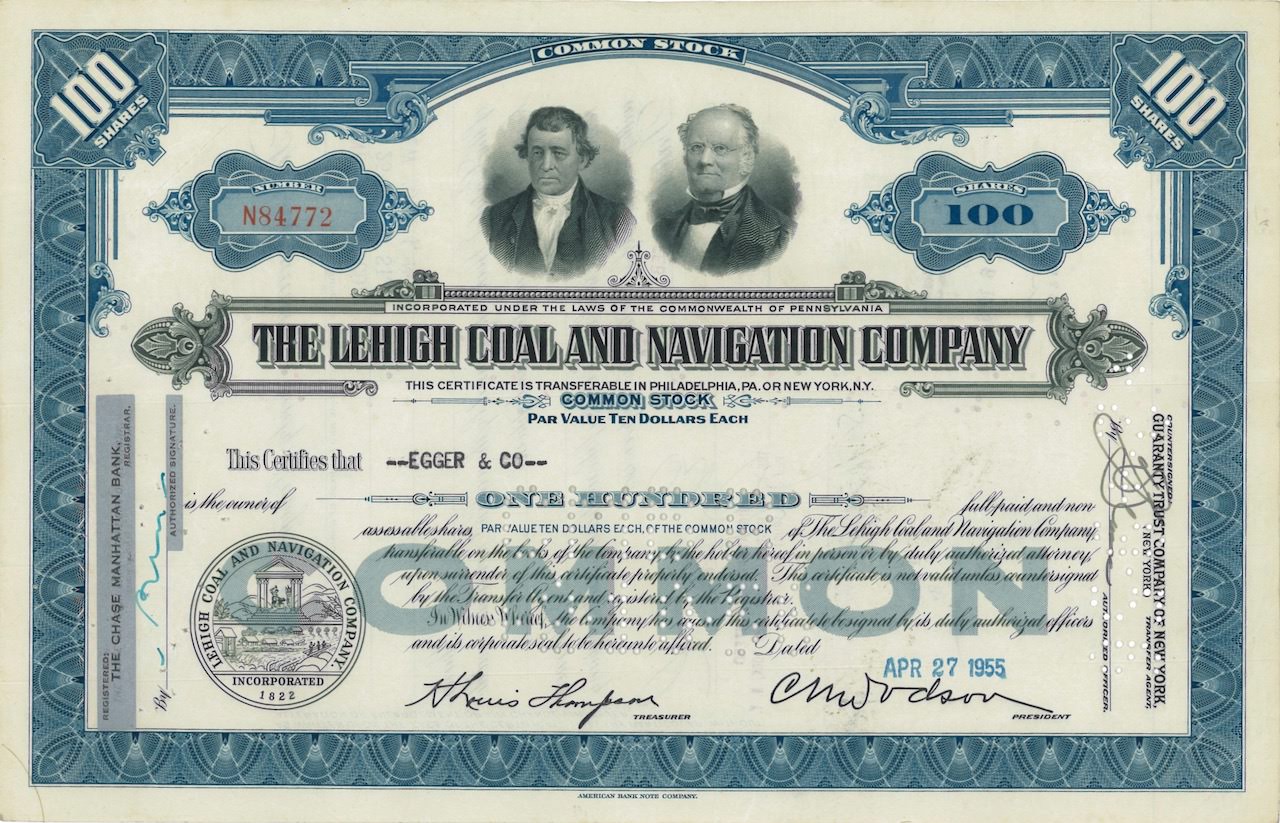 COMMON STOCK
100 SHARES
100 SHARES
NUMBER
N84772
SHARES
100
INCORPORATED UNDER THE LAWS OF THE COMMONWEALTH OF PENNSYLVANIA
THE LEHIGH COAL AND NAVIGATION COMPANY
THIS CERTIFICATE IS TRANSFERABLE IN PHILADELPHIA, PA. OR NEW YORK, N.Y.
COMMON STOCK
PAR VALUE TEN DOLLARS EACH
This Certifies that --EGGER & CO--
is the owner of ONE HUNDRED full-paid and non
assessable shares, PAR VALUE TEN DOLLARS EACH, OF THE COMMON STOCK of The Lehigh Coal and Navigation Company
transferable on the books of the Company by the holder hereof in person or by duly authorized attorney
upon surrender of this certificate properly endorsed. This certificate is not valid unless countersigned
by the Transfer Agent and registered by the Registrar.
In Witness Whereof, the Company has caused this certificate to be signed by its duly authorized officers
and its corporate seal to be hereunto affixed. Dated
COMMON
APR 27 1955
LEHIGH COAL AND NAVIGATION COMPANY.
INCORPORATED
1822
H Louis Thompson
TREASURER
C M Dodson
PRESIDENT
REGISTERED:
THE CHASE MANHATTAN BANK,
REGISTRAR.
By
AUTHORIZED SIGNATURE.
COUNTERSIGNED:
GUARANTY TRUST COMPANY OF NEW YORK,
(NEW YORK) TRANSFER AGENT.
By
AUTHORIZED OFFICER.
AMERICAN BANK NOTE COMPANY.